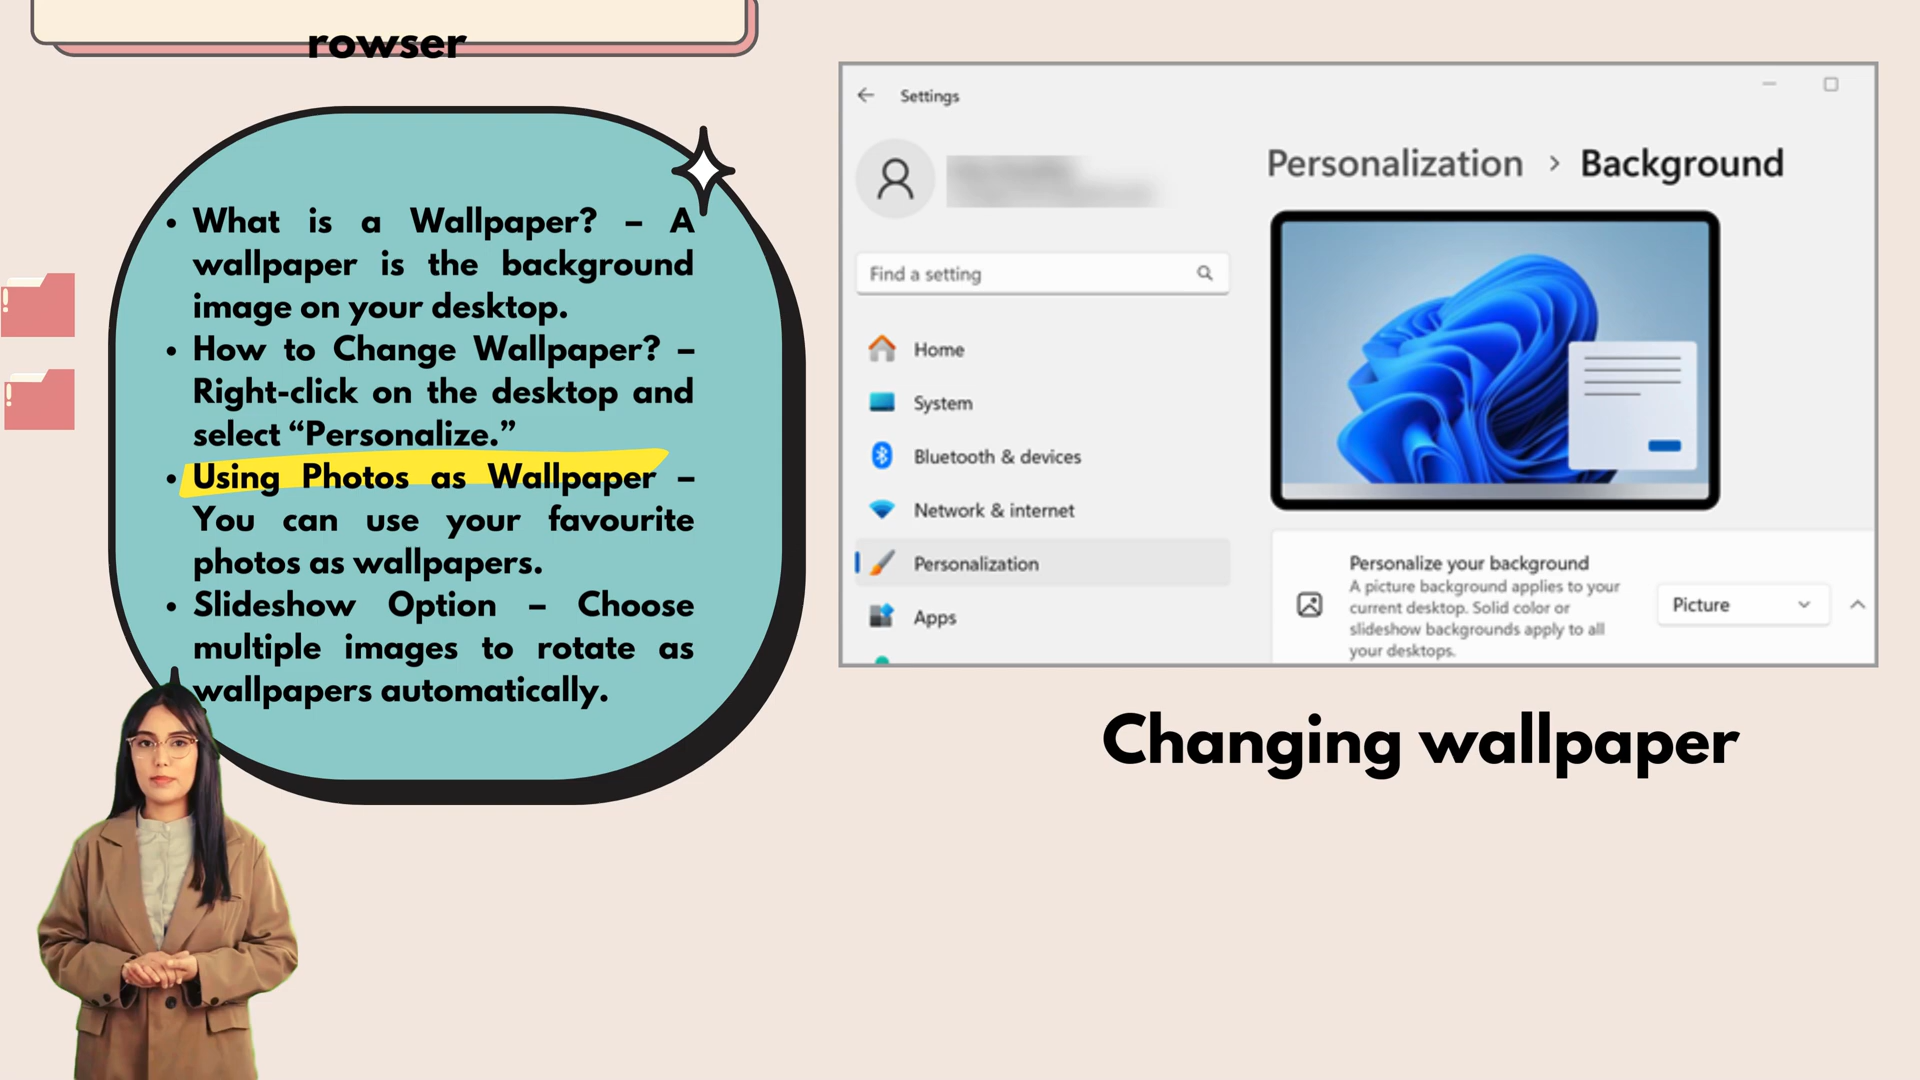 rowser
• What is a Wallpaper? – A
wallpaper is the background
image on your desktop.
• How to Change Wallpaper? –
Right-click on the desktop and
select “Personalize.”
• Using Photos as Wallpaper –
You can use your favourite
photos as wallpapers.
• Slideshow Option – Choose
multiple images to rotate as
wallpapers automatically.
Settings
Find a setting
Home
System
Bluetooth & devices
Network & internet
Personalization
Apps
Personalization > Background
Personalize your background
A picture background applies to your
current desktop. Solid color or
slideshow backgrounds apply to all
your desktops.
Picture
Changing wallpaper